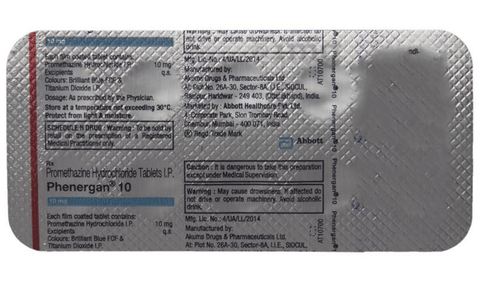 10 mg
Each film coated tablet contains:
Promethazine Hydrochloride I.P. 10 mg
Excipients q.s.
Colours: Brilliant Blue FCF &
Titanium Dioxide I.P.
Dosage: As prescribed by the Physician.
Store at a temperature not exceeding 30°C.
Protect from light & moisture.
SCHEDULE H DRUG : Warning : To be sold by
retail on the prescription of a Registered
Medical Practitioner only.
Rx
Promethazine Hydrochloride Tablets I.P.
Phenergan® 10
10 mg
Each film coated tablet contains:
Promethazine Hydrochloride I.P. 10 mg
Excipients q.s.
Colours: Brilliant Blue FCF &
Titanium Dioxide I.P.
Warning : May cause drowsiness. If affected do
not drive or operate machinery. Avoid alcoholic
drink.
Mfg. Lic. No.: 4/UA/LL/2014
Manufactured by:
Akums Drugs & Pharmaceuticals Ltd.
At: Plot No. 26A-30, Sector-8A, I.I.E., SIDCUL,
Ranipur, Haridwar - 249 403, (Uttarakhand), India.
Marketed by : Abbott Healthcare Pvt. Ltd.
4, Corporate Park, Sion Trombay Road,
Chembur, Mumbai - 400 071, India
® Regd. Trade Mark
Abbott
Caution : It is dangerous to take this preparation
except under Medical Supervision.
Warning : May cause drowsiness. If affected do
not drive or operate machinery. Avoid alcoholic
drink.
Mfg. Lic. No.: 4/UA/LL/2014
Manufactured by:
Akums Drugs & Pharmaceuticals Ltd.
At: Plot No. 26A-30, Sector-8A, I.I.E., SIDCUL,
Phenergan® 10
Phenergan® 10